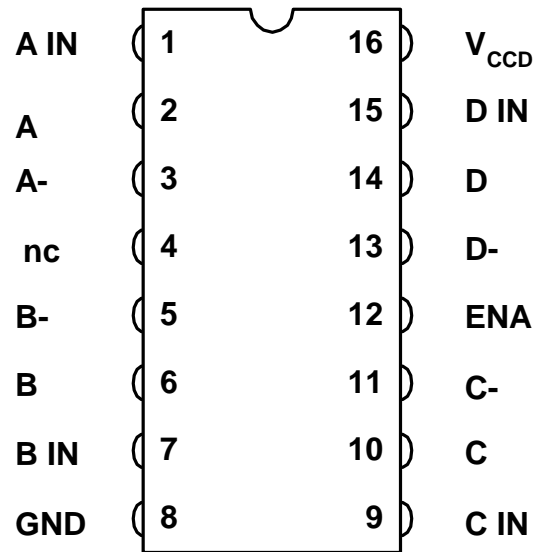 A IN 1 16 V_CCD
A 2 15 D IN
A- 3 14 D
nc 4 13 D-
B- 5 12 ENA
B 6 11 C-
B IN 7 10 C
GND 8 9 C IN